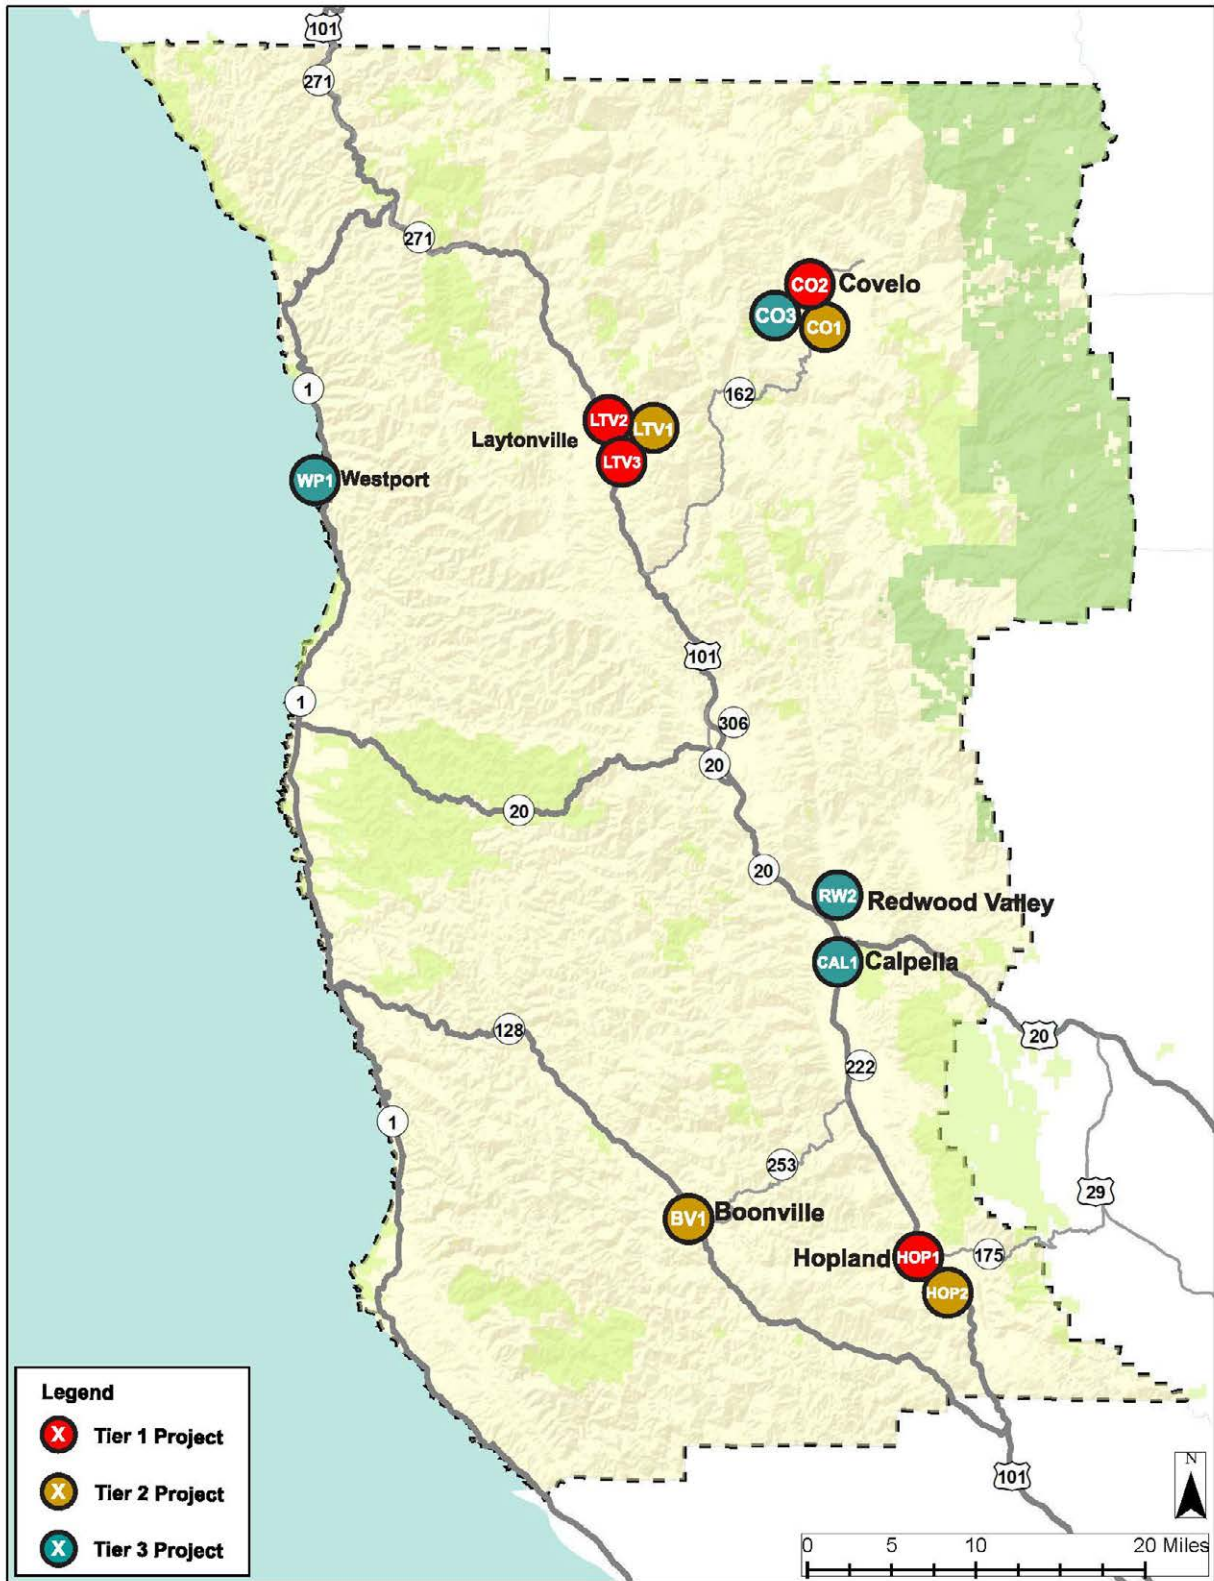 101
271
271
CO2 Covelo
CO3
CO1
1
162
LTV2
LTV1
Laytonville
LTV3
WP1 Westport
101
1
306
20
20
20
RW2 Redwood Valley
CAL1 Calpella
128
20
222
1
253
29
BV1 Boonville
Hopland HOP1
175
HOP2
Legend
X Tier 1 Project
X Tier 2 Project
X Tier 3 Project
101
N
0 5 10 20 Miles